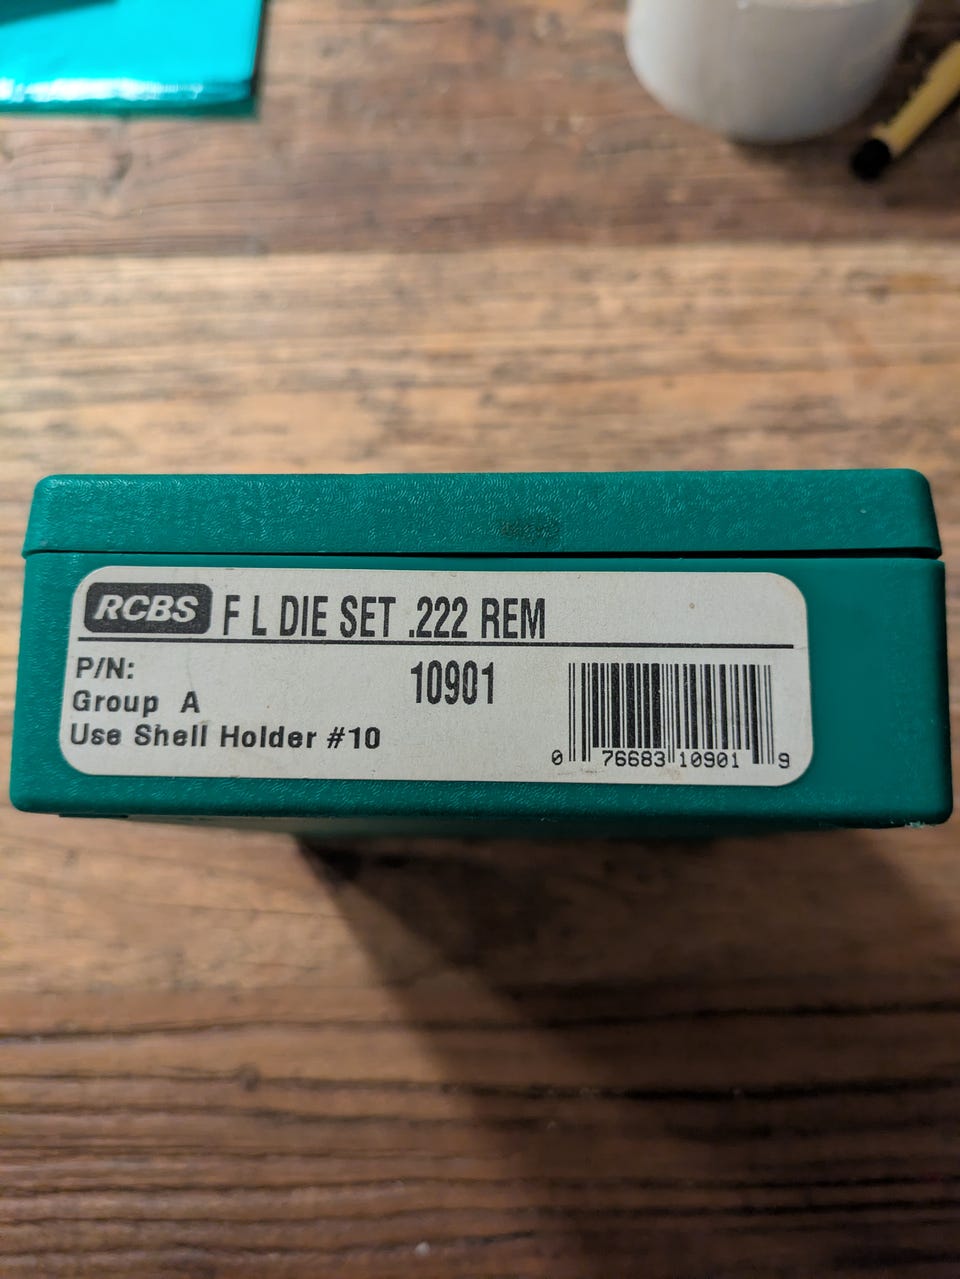 RCBS F L DIE SET .222 REM
P/N: 10901
Group A
Use Shell Holder #10
0 76683 10901 9